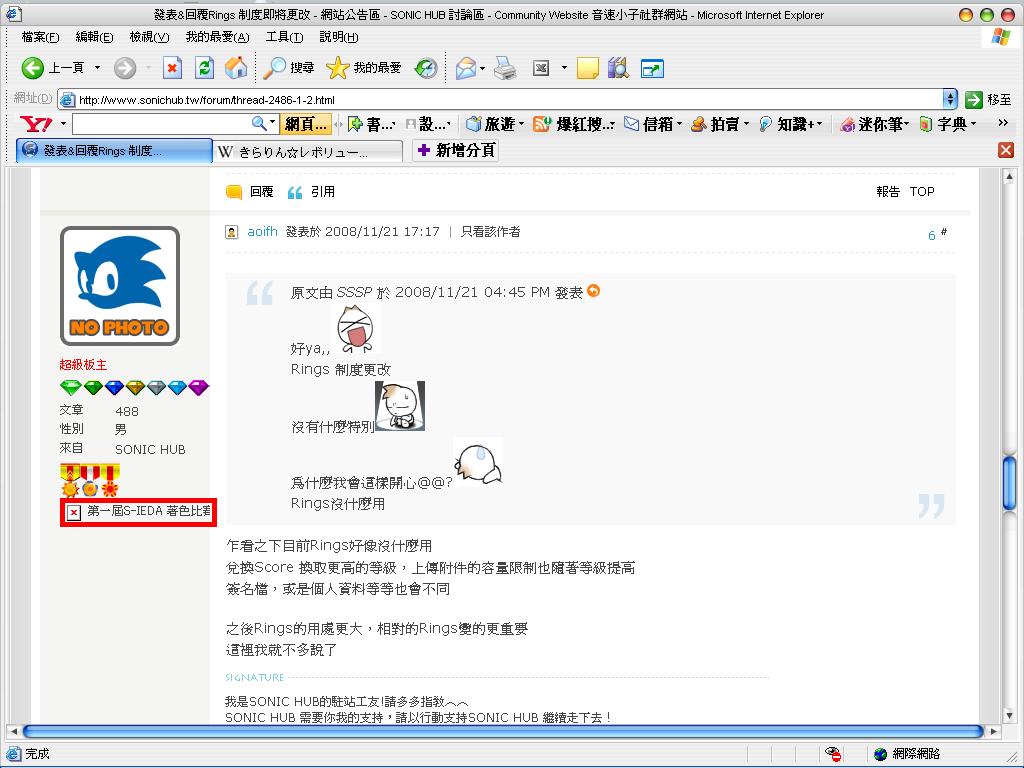 發表&回覆Rings 制度即將更改 - 網站公告區 - SONIC HUB 討論區 - Community Website 音速小子社群網站 - Microsoft Internet Explorer
檔案(F) 編輯(E) 檢視(V) 我的最愛(A) 工具(T) 說明(H)
上一頁 搜尋 我的最愛
網址(D) http://www.sonichub.tw/forum/thread-2486-1-2.html 移至
Y! 網頁... 書... 設... 旅遊 爆紅搜... 信箱 拍賣 知識+ 迷你筆 字典 »
發表&回覆Rings 制度... W きらりん☆レボリュー... 新增分頁
回覆 引用 報告 TOP
aoifh 發表於 2008/11/21 17:17 | 只看該作者 6 #
NO PHOTO
超級板主
文章 488
性別 男
來自 SONIC HUB
第一屆S-IEDA 著色比賽
原文由 SSSP 於 2008/11/21 04:45 PM 發表
好ya,,
Rings 制度更改
沒有什麼特別
為什麼我會這樣開心@@?
Rings沒什麼用
乍看之下目前Rings好像沒什麼用
兌換Score 換取更高的等級，上傳附件的容量限制也隨著等級提高
簽名檔，或是個人資料等等也會不同
之後Rings的用處更大，相對的Rings變的更重要
這裡我就不多說了
SIGNATURE
我是SONIC HUB的駐站工友!請多多指教︿︿
SONIC HUB 需要你我的支持，請以行動支持SONIC HUB 繼續走下去！
完成 網際網路